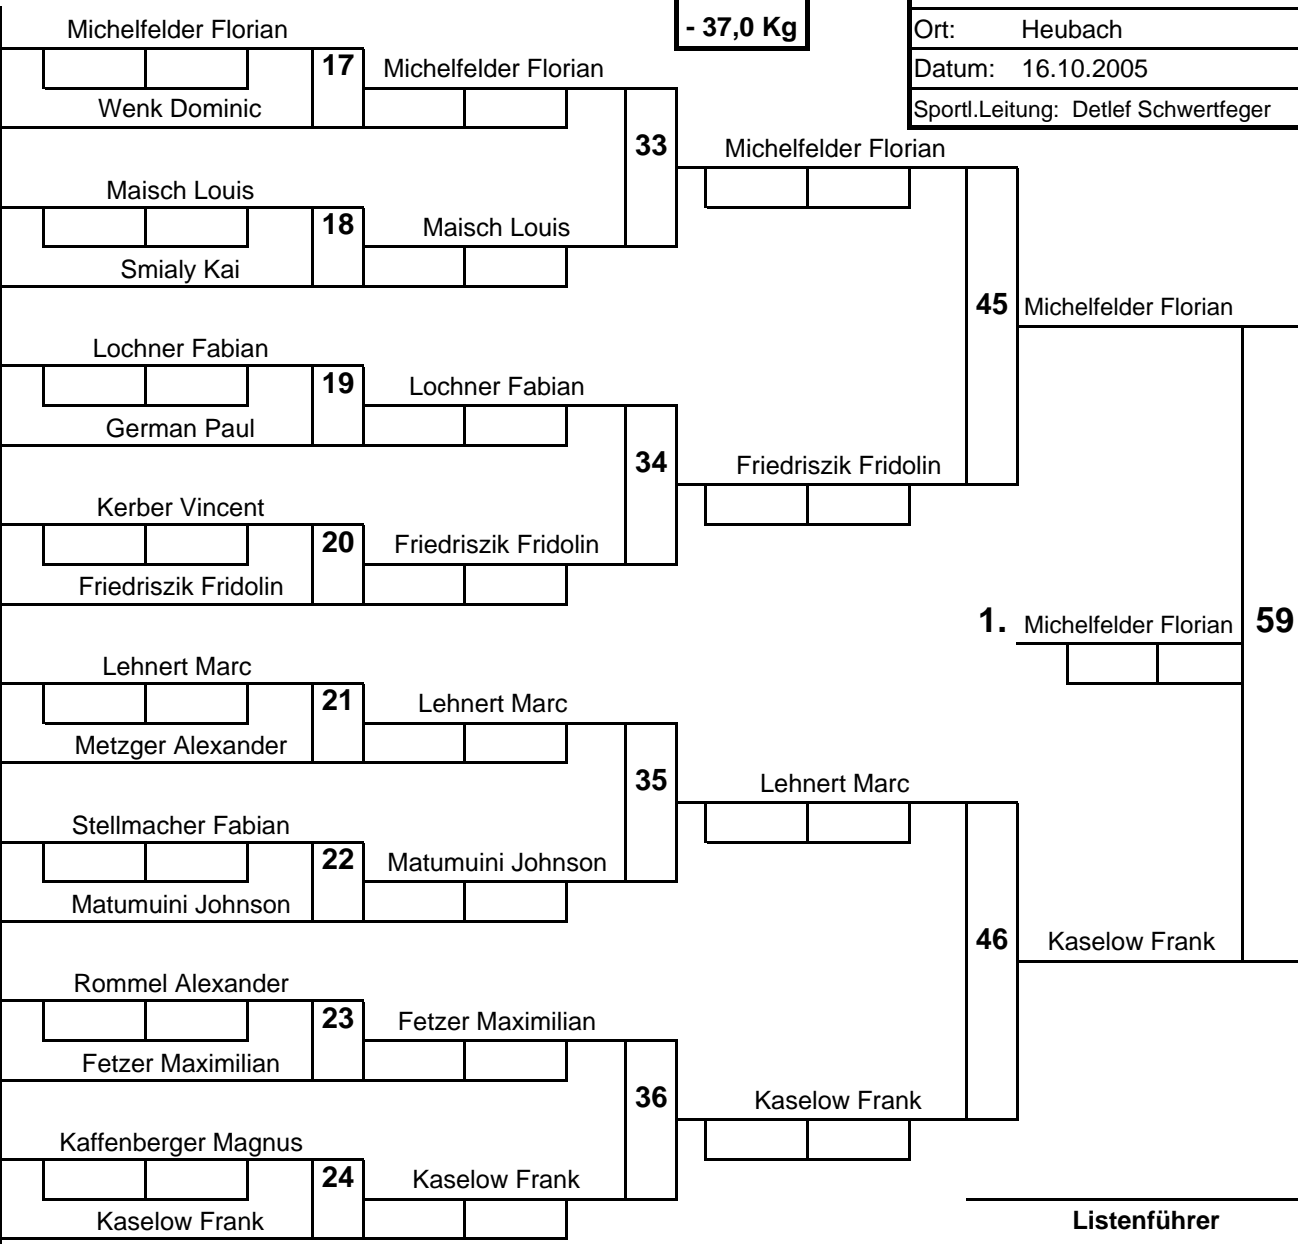 - 37,0 Kg
Ort: Heubach
Datum: 16.10.2005
Sportl.Leitung: Detlef Schwertfeger
Michelfelder Florian
17
Michelfelder Florian
Wenk Dominic
33
Michelfelder Florian
Maisch Louis
18
Maisch Louis
Smialy Kai
45
Michelfelder Florian
Lochner Fabian
19
Lochner Fabian
German Paul
34
Friedriszik Fridolin
Kerber Vincent
20
Friedriszik Fridolin
Friedriszik Fridolin
1. Michelfelder Florian
59
Lehnert Marc
21
Lehnert Marc
Metzger Alexander
35
Lehnert Marc
Stellmacher Fabian
22
Matumuini Johnson
Matumuini Johnson
46
Kaselow Frank
Rommel Alexander
23
Fetzer Maximilian
Fetzer Maximilian
36
Kaselow Frank
Kaffenberger Magnus
24
Kaselow Frank
Kaselow Frank
Listenführer